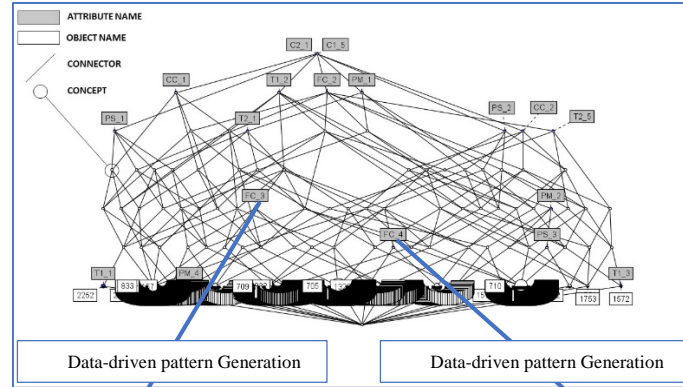 ATTRIBUTE NAME
OBJECT NAME
CONNECTOR
CONCEPT
C2_1 C1_5
CC_1 T1_2 FC_2 PM_1
PS_2 CC_2 T2_5
PS_1 T2_1
FC_3 PM_2
FC_4 PS_3
T1_1 PM_4 T1_3
833 709 705 710
2252 1753 1572
Data-driven pattern Generation Data-driven pattern Generation